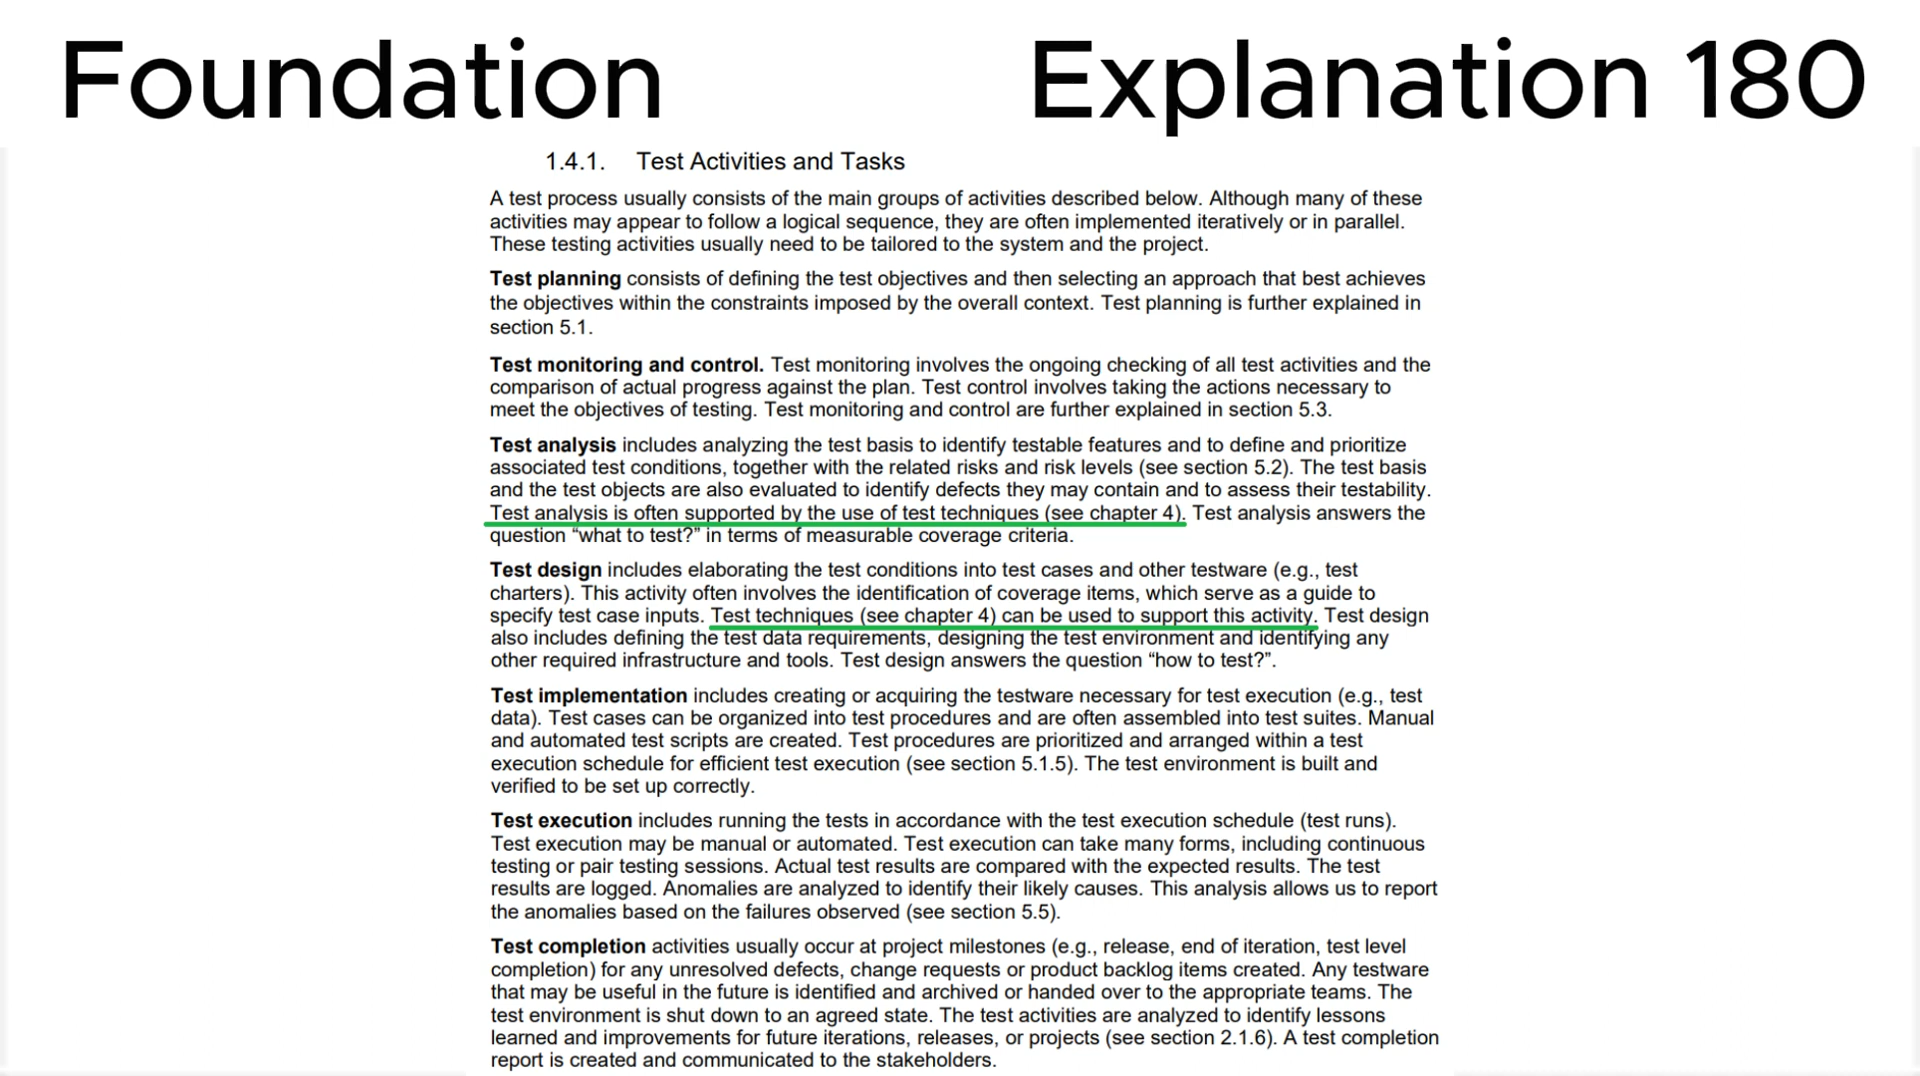 Foundation
Explanation 180
1.4.1. Test Activities and Tasks
A test process usually consists of the main groups of activities described below. Although many of these
activities may appear to follow a logical sequence, they are often implemented iteratively or in parallel.
These testing activities usually need to be tailored to the system and the project.
Test planning consists of defining the test objectives and then selecting an approach that best achieves
the objectives within the constraints imposed by the overall context. Test planning is further explained in
section 5.1.
Test monitoring and control. Test monitoring involves the ongoing checking of all test activities and the
comparison of actual progress against the plan. Test control involves taking the actions necessary to
meet the objectives of testing. Test monitoring and control are further explained in section 5.3.
Test analysis includes analyzing the test basis to identify testable features and to define and prioritize
associated test conditions, together with the related risks and risk levels (see section 5.2). The test basis
and the test objects are also evaluated to identify defects they may contain and to assess their testability.
Test analysis is often supported by the use of test techniques (see chapter 4). Test analysis answers the
question “what to test?” in terms of measurable coverage criteria.
Test design includes elaborating the test conditions into test cases and other testware (e.g., test
charters). This activity often involves the identification of coverage items, which serve as a guide to
specify test case inputs. Test techniques (see chapter 4) can be used to support this activity. Test design
also includes defining the test data requirements, designing the test environment and identifying any
other required infrastructure and tools. Test design answers the question “how to test?”.
Test implementation includes creating or acquiring the testware necessary for test execution (e.g., test
data). Test cases can be organized into test procedures and are often assembled into test suites. Manual
and automated test scripts are created. Test procedures are prioritized and arranged within a test
execution schedule for efficient test execution (see section 5.1.5). The test environment is built and
verified to be set up correctly.
Test execution includes running the tests in accordance with the test execution schedule (test runs).
Test execution may be manual or automated. Test execution can take many forms, including continuous
testing or pair testing sessions. Actual test results are compared with the expected results. The test
results are logged. Anomalies are analyzed to identify their likely causes. This analysis allows us to report
the anomalies based on the failures observed (see section 5.5).
Test completion activities usually occur at project milestones (e.g., release, end of iteration, test level
completion) for any unresolved defects, change requests or product backlog items created. Any testware
that may be useful in the future is identified and archived or handed over to the appropriate teams. The
test environment is shut down to an agreed state. The test activities are analyzed to identify lessons
learned and improvements for future iterations, releases, or projects (see section 2.1.6). A test completion
report is created and communicated to the stakeholders.